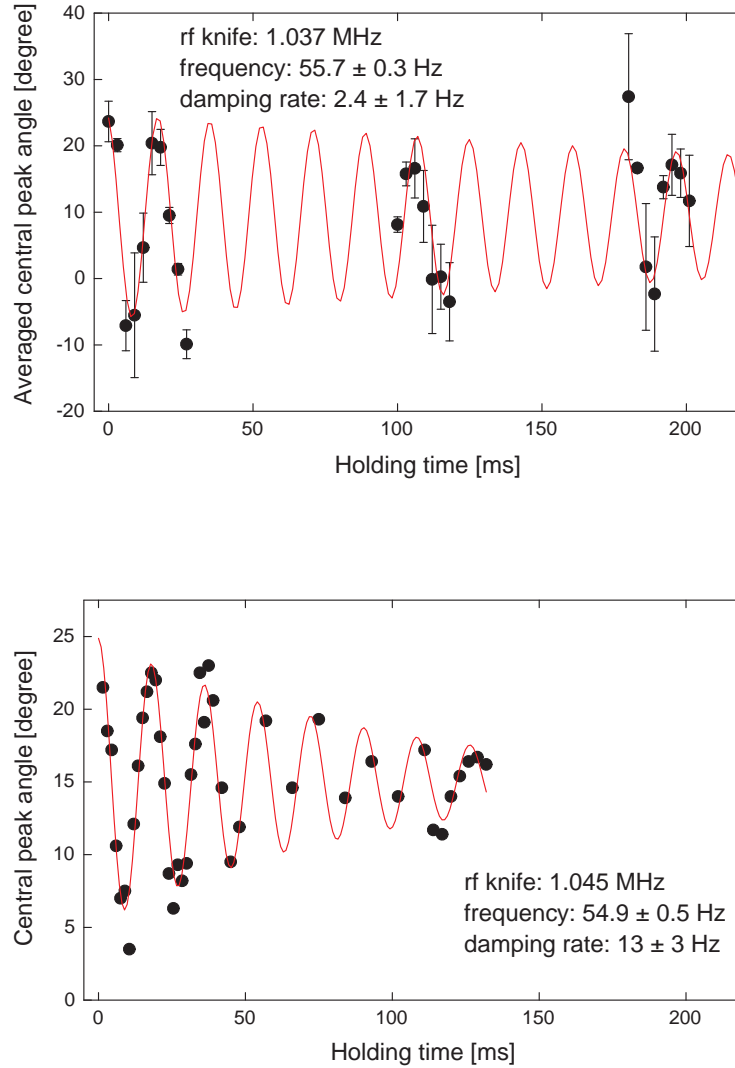 40
30
20
10
0
-10
-20
Averaged central peak angle [degree]
rf knife: 1.037 MHz
frequency: 55.7 ± 0.3 Hz
damping rate: 2.4 ± 1.7 Hz
0 50 100 150 200
Holding time [ms]
25
20
15
10
5
0
Central peak angle [degree]
rf knife: 1.045 MHz
frequency: 54.9 ± 0.5 Hz
damping rate: 13 ± 3 Hz
0 50 100 150 200
Holding time [ms]